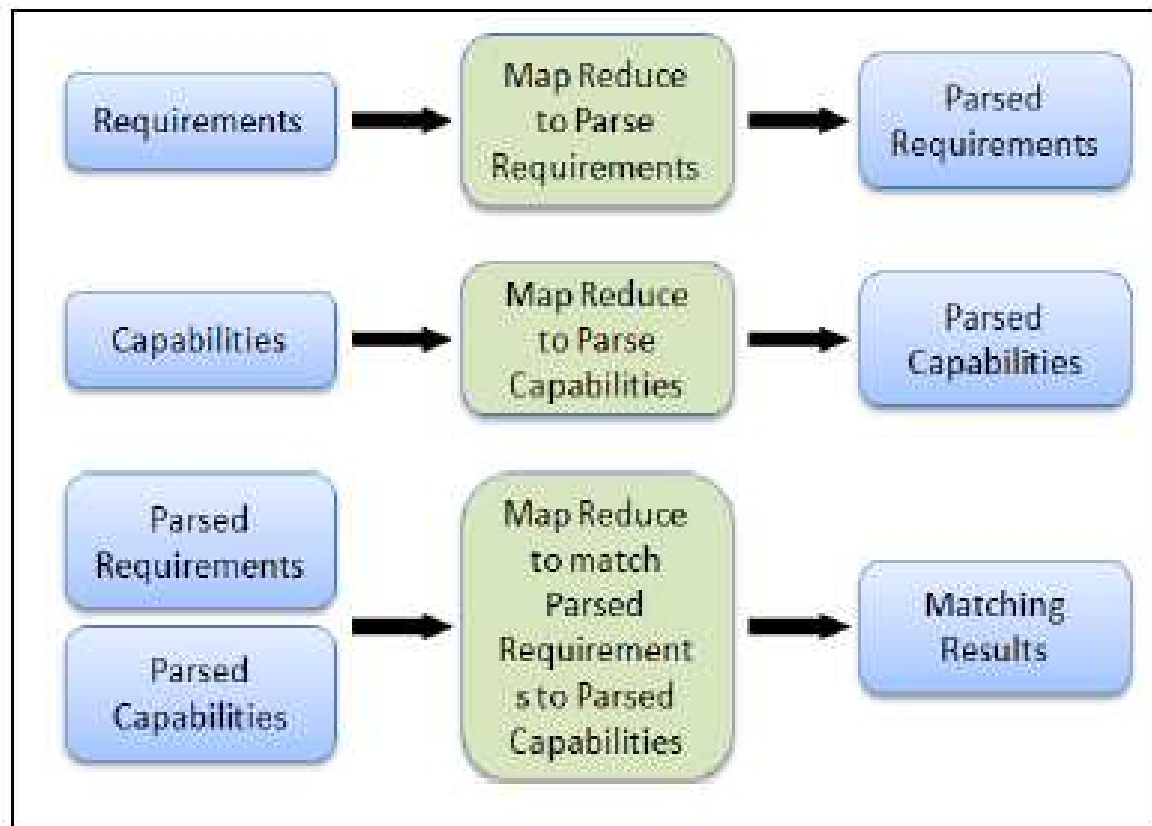 Requirements
Map Reduce
to Parse
Requirements
Parsed
Requirements
Capabilities
Map Reduce
to Parse
Capabilities
Parsed
Capabilities
Parsed
Requirements
Parsed
Capabilities
Map Reduce
to match
Parsed
Requirement
s to Parsed
Capabilities
Matching
Results